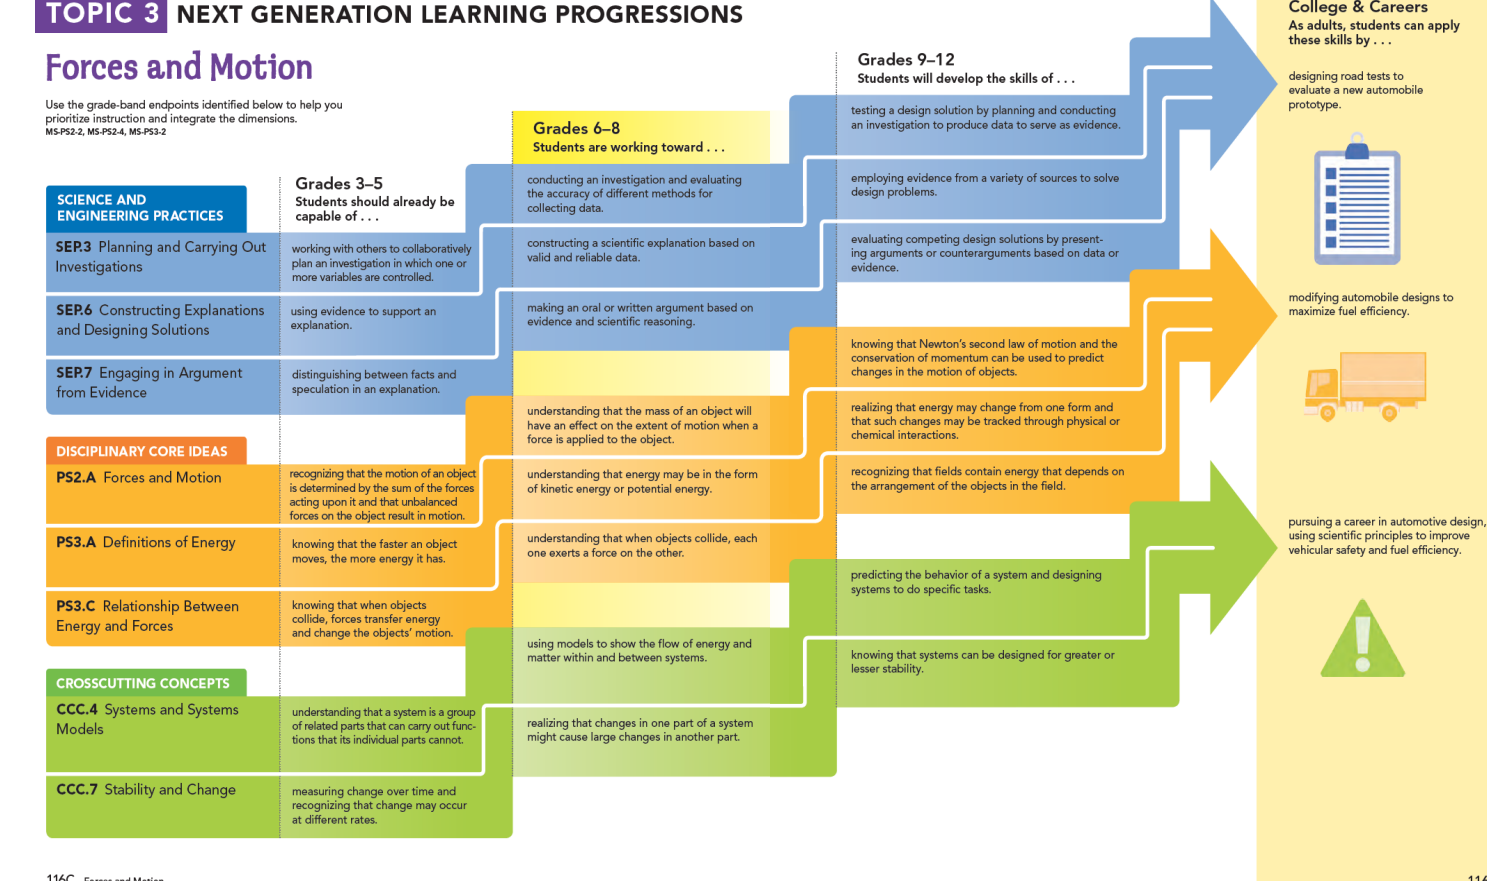 TOPIC 3 NEXT GENERATION LEARNING PROGRESSIONS
Forces and Motion
Use the grade-band endpoints identified below to help you
prioritize instruction and integrate the dimensions.
MS-PS2-2, MS-PS2-4, MS-PS3-2
Grades 3–5
Students should already be
capable of . . .
Grades 6–8
Students are working toward . . .
Grades 9–12
Students will develop the skills of . . .
College & Careers
As adults, students can apply
these skills by . . .
SCIENCE AND
ENGINEERING PRACTICES
SEP.3 Planning and Carrying Out
Investigations
working with others to collaboratively
plan an investigation in which one or
more variables are controlled.
conducting an investigation and evaluating
the accuracy of different methods for
collecting data.
testing a design solution by planning and conducting
an investigation to produce data to serve as evidence.
designing road tests to
evaluate a new automobile
prototype.
SEP.6 Constructing Explanations
and Designing Solutions
using evidence to support an
explanation.
constructing a scientific explanation based on
valid and reliable data.
employing evidence from a variety of sources to solve
design problems.
SEP.7 Engaging in Argument
from Evidence
distinguishing between facts and
speculation in an explanation.
making an oral or written argument based on
evidence and scientific reasoning.
evaluating competing design solutions by present-
ing arguments or counterarguments based on data or
evidence.
DISCIPLINARY CORE IDEAS
PS2.A Forces and Motion
recognizing that the motion of an object
is determined by the sum of the forces
acting upon it and that unbalanced
forces on the object result in motion.
understanding that the mass of an object will
have an effect on the extent of motion when a
force is applied to the object.
knowing that Newton's second law of motion and the
conservation of momentum can be used to predict
changes in the motion of objects.
modifying automobile designs to
maximize fuel efficiency.
PS3.A Definitions of Energy
knowing that the faster an object
moves, the more energy it has.
understanding that energy may be in the form
of kinetic energy or potential energy.
realizing that energy may change from one form and
that such changes may be tracked through physical or
chemical interactions.
PS3.C Relationship Between
Energy and Forces
knowing that when objects
collide, forces transfer energy
and change the objects' motion.
understanding that when objects collide, each
one exerts a force on the other.
recognizing that fields contain energy that depends on
the arrangement of the objects in the field.
CROSSCUTTING CONCEPTS
CCC.4 Systems and Systems
Models
understanding that a system is a group
of related parts that can carry out func-
tions that its individual parts cannot.
using models to show the flow of energy and
matter within and between systems.
predicting the behavior of a system and designing
systems to do specific tasks.
pursuing a career in automotive design,
using scientific principles to improve
vehicular safety and fuel efficiency.
CCC.7 Stability and Change
measuring change over time and
recognizing that change may occur
at different rates.
realizing that changes in one part of a system
might cause large changes in another part.
knowing that systems can be designed for greater or
lesser stability.
116C Forces and Motion
116